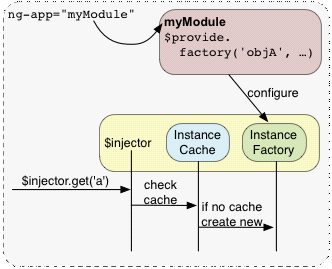 ng-app="myModule"
myModule
$provide.
factory('objA', …)
configure
$injector
Instance
Cache
Instance
Factory
$injector.get('a')
check
cache
if no cache
create new